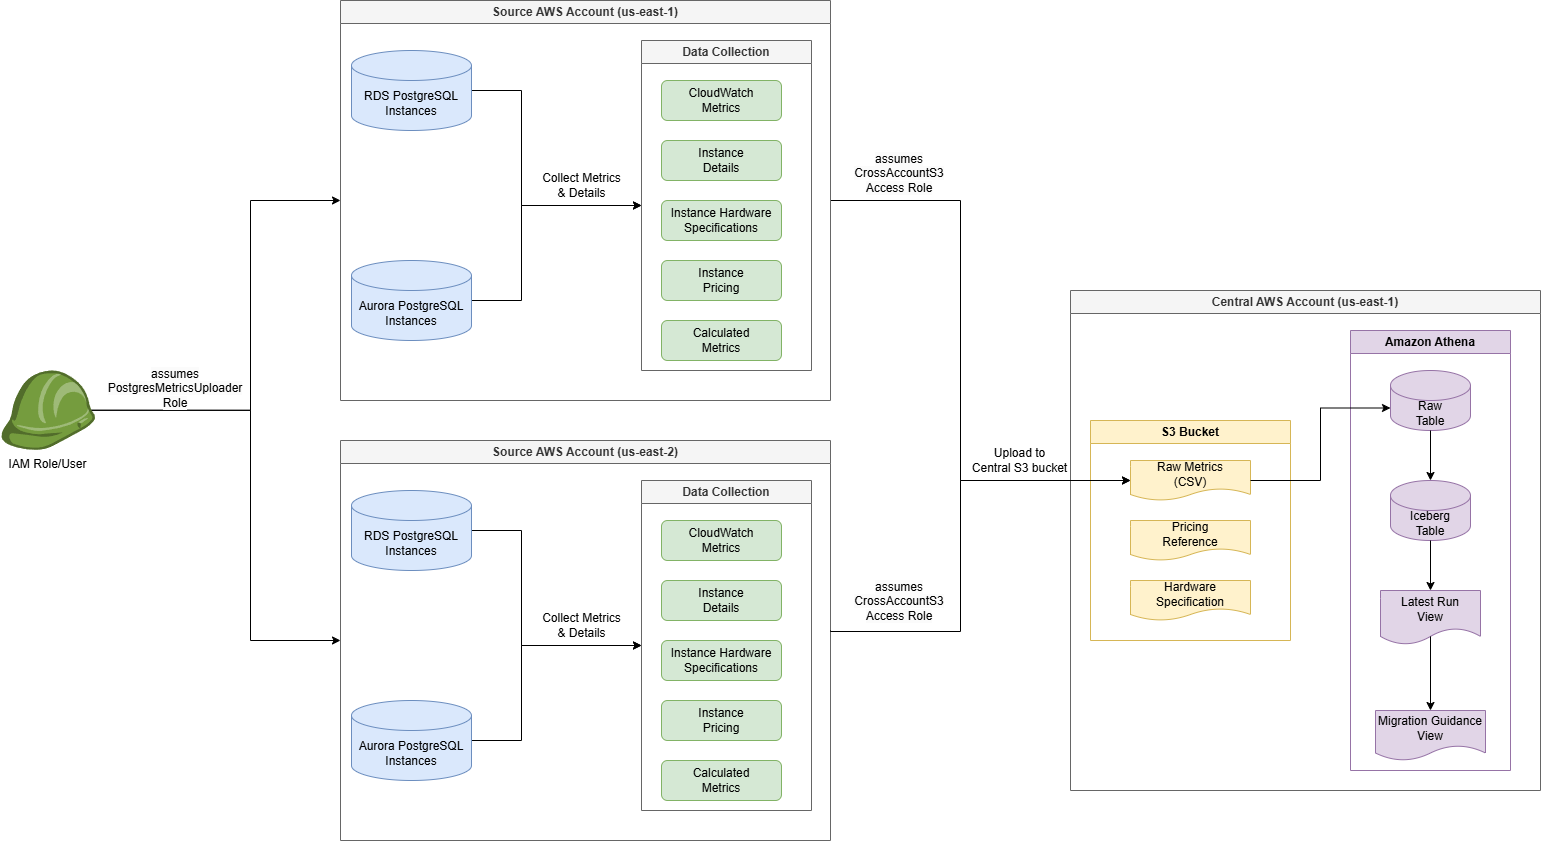 IAM Role/User
assumes
PostgresMetricsUploader
Role
Source AWS Account (us-east-1)
RDS PostgreSQL
Instances
Aurora PostgreSQL
Instances
Collect Metrics
& Details
Data Collection
CloudWatch
Metrics
Instance
Details
Instance Hardware
Specifications
Instance
Pricing
Calculated
Metrics
assumes
CrossAccountS3
Access Role
Source AWS Account (us-east-2)
RDS PostgreSQL
Instances
Aurora PostgreSQL
Instances
Collect Metrics
& Details
Data Collection
CloudWatch
Metrics
Instance
Details
Instance Hardware
Specifications
Instance
Pricing
Calculated
Metrics
assumes
CrossAccountS3
Access Role
Upload to
Central S3 bucket
Central AWS Account (us-east-1)
S3 Bucket
Raw Metrics
(CSV)
Pricing
Reference
Hardware
Specification
Amazon Athena
Raw
Table
Iceberg
Table
Latest Run
View
Migration Guidance
View